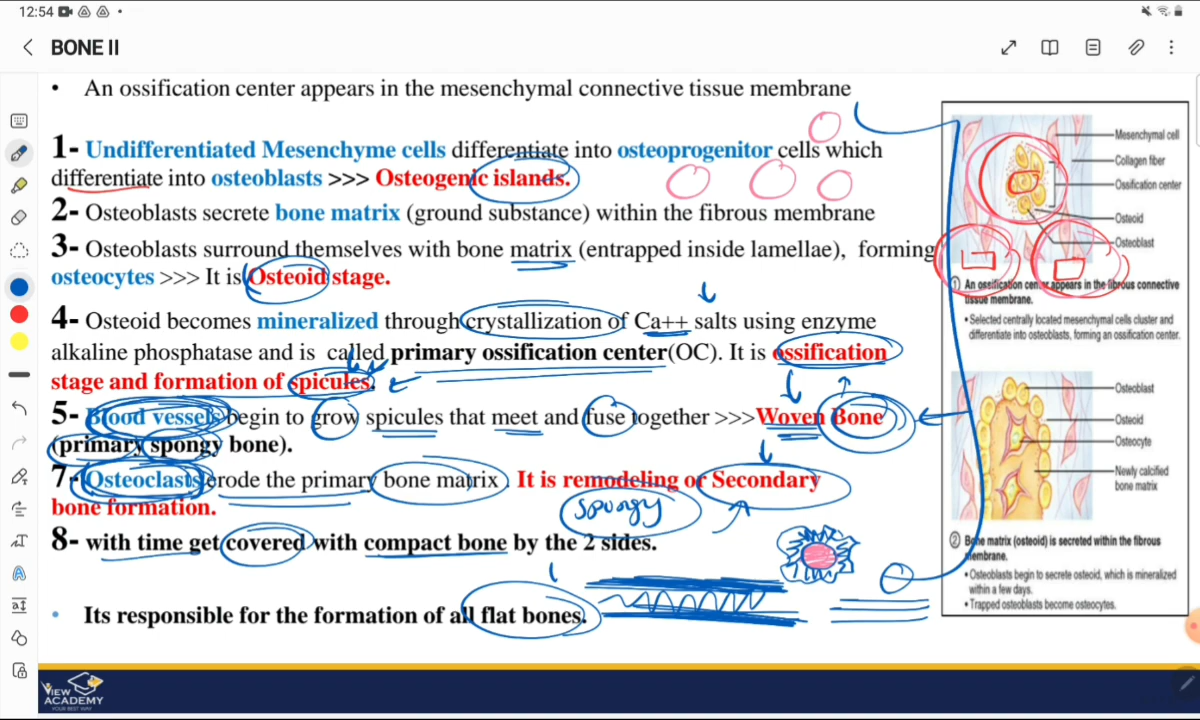 12:54
BONE II
• An ossification center appears in the mesenchymal connective tissue membrane
1- Undifferentiated Mesenchyme cells differentiate into osteoprogenitor cells which
differentiate into osteoblasts >>> Osteogenic islands.
2- Osteoblasts secrete bone matrix (ground substance) within the fibrous membrane
3- Osteoblasts surround themselves with bone matrix (entrapped inside lamellae), forming
osteocytes >>> It is Osteoid stage.
4- Osteoid becomes mineralized through crystallization of Ca++ salts using enzyme
alkaline phosphatase and is called primary ossification center(OC). It is ossification
stage and formation of spicules.
5- Blood vessels begin to grow spicules that meet and fuse together >>>Woven Bone
(primary spongy bone).
7- Osteoclasts erode the primary bone matrix. It is remodeling or Secondary
bone formation.
spongy
8- with time get covered with compact bone by the 2 sides.
• Its responsible for the formation of all flat bones.
Mesenchymal cell
Collagen fiber
Ossification center
Osteoid
Osteoblast
① An ossification center appears in the fibrous connective
tissue membrane.
• Selected centrally located mesenchymal cells cluster and
differentiate into osteoblasts, forming an ossification center.
Osteoblast
Osteoid
Osteocyte
Newly calcified
bone matrix
② Bone matrix (osteoid) is secreted within the fibrous
membrane.
• Osteoblasts begin to secrete osteoid, which is mineralized
within a few days.
• Trapped osteoblasts become osteocytes.
VIEW
ACADEMY
YOUR BEST WAY